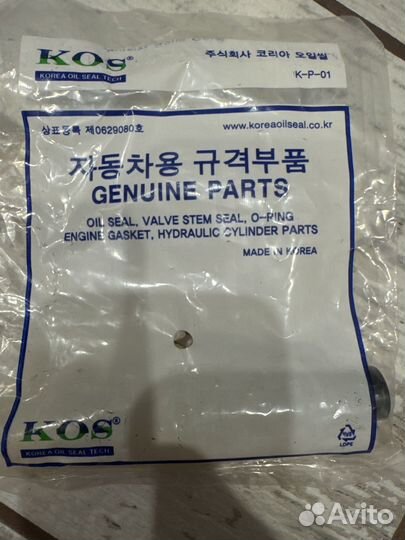 KOS®
KOREA OIL SEAL TECH
주식회사 코리아 오일씰
K-P-01
상표등록 제0629080호
www.koreaoilseal.co.kr
자동차용 규격부품
GENUINE PARTS
OIL SEAL, VALVE STEM SEAL, O-RING
ENGINE GASKET, HYDRAULIC CYLINDER PARTS
MADE IN KOREA
KOS®
KOREA OIL SEAL TECH
LDPE
Avito